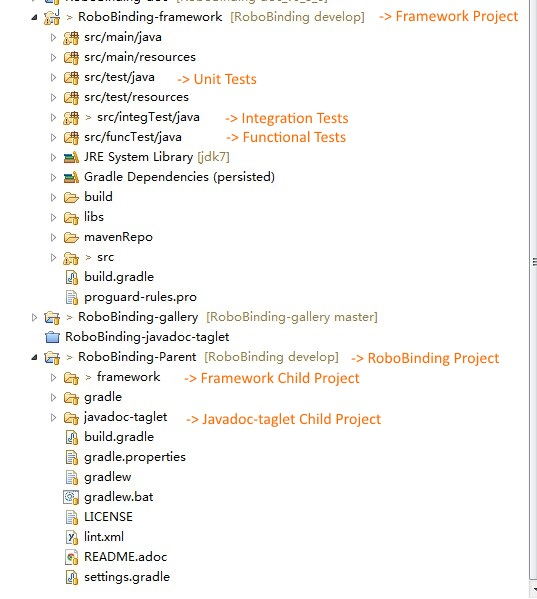 > RoboBinding-framework [RoboBinding develop] -> Framework Project
src/main/java
src/main/resources
src/test/java -> Unit Tests
src/test/resources
> src/integTest/java -> Integration Tests
src/funcTest/java -> Functional Tests
JRE System Library [jdk7]
Gradle Dependencies (persisted)
build
libs
mavenRepo
> src
build.gradle
proguard-rules.pro
> RoboBinding-gallery [RoboBinding-gallery master]
RoboBinding-javadoc-taglet
> RoboBinding-Parent [RoboBinding develop] -> RoboBinding Project
> framework -> Framework Child Project
gradle
javadoc-taglet -> Javadoc-taglet Child Project
build.gradle
gradle.properties
gradlew
gradlew.bat
LICENSE
lint.xml
README.adoc
settings.gradle